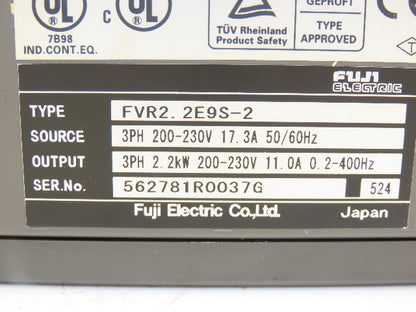 UL
C UL
7B98
IND.CONT.EQ.
TÜV Rheinland
Product Safety
GEPRÜFT
TYPE
APPROVED
FUJI
ELECTRIC
TYPE FVR2.2E9S-2
SOURCE 3PH 200-230V 17.3A 50/60Hz
OUTPUT 3PH 2.2kW 200-230V 11.0A 0.2-400Hz
SER.No. 562781R0037G 524
Fuji Electric Co.,Ltd. Japan